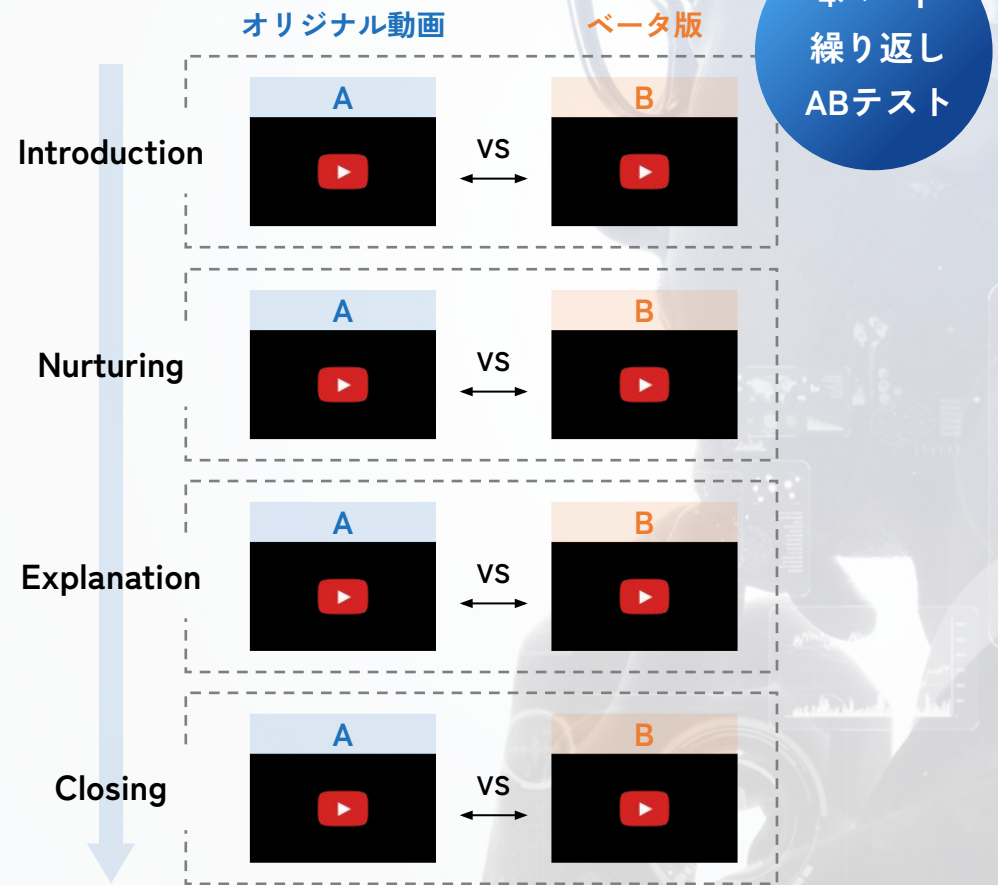 オリジナル動画
ベータ版
繰り返し
ABテスト
A
B
Introduction
VS
A
B
Nurturing
VS
A
B
Explanation
VS
A
B
Closing
VS